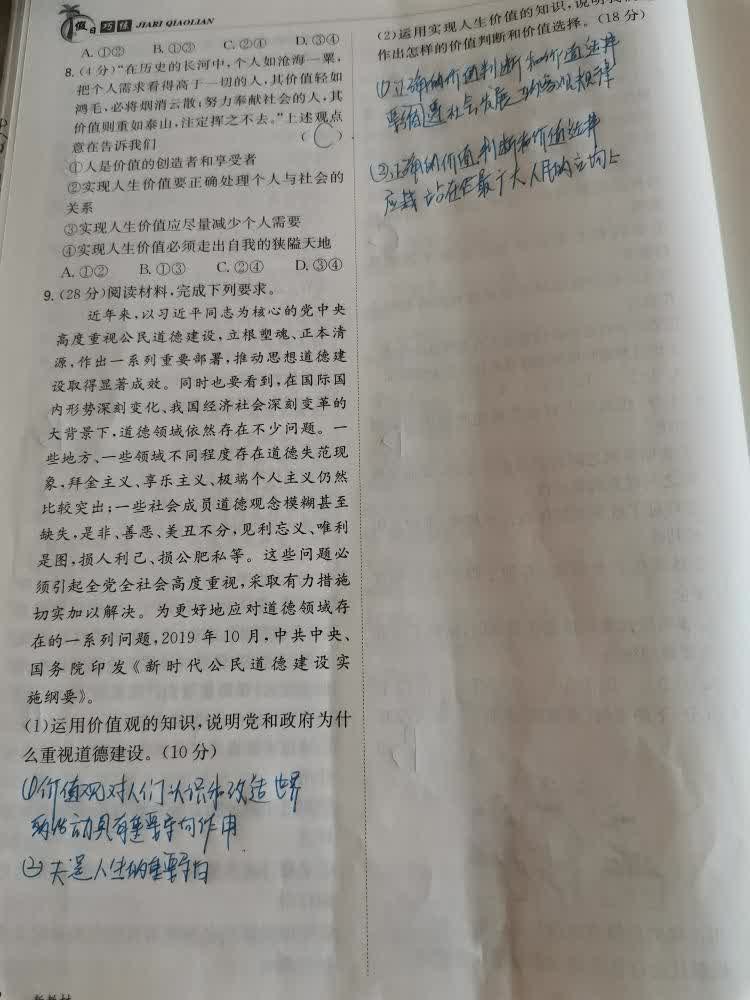 假日巧练 JIARI QIAOLIAN
A.①② B.①③ C.②④ D.③④
8.(4分)“在历史的长河中,个人如沧海一粟,
把个人需求看得高于一切的人,其价值轻如
鸿毛,必将烟消云散;努力奉献社会的人,其
价值则重如泰山,注定挥之不去。”上述观点
意在告诉我们 ( C )
①人是价值的创造者和享受者
②实现人生价值要正确处理个人与社会的
关系
③实现人生价值应尽量减少个人需要
④实现人生价值必须走出自我的狭隘天地
A.①② B.①③ C.②④ D.③④
9.(28分)阅读材料,完成下列要求。
近年来,以习近平同志为核心的党中央
高度重视公民道德建设,立根塑魂、正本清
源,作出一系列重要部署,推动思想道德建
设取得显著成效。同时也要看到,在国际国
内形势深刻变化、我国经济社会深刻变革的
大背景下,道德领域依然存在不少问题。一
些地方、一些领域不同程度存在道德失范现
象,拜金主义、享乐主义、极端个人主义仍然
比较突出;一些社会成员道德观念模糊甚至
缺失,是非、善恶、美丑不分,见利忘义、唯利
是图,损人利己、损公肥私等。这些问题必
须引起全党全社会高度重视,采取有力措施
切实加以解决。为更好地应对道德领域存
在的一系列问题,2019年10月,中共中央、
国务院印发《新时代公民道德建设实
施纲要》。
(1)运用价值观的知识,说明党和政府为什
么重视道德建设。(10分)
①价值观对人们认识和改造世界
的活动具有重要导向作用
② 是人生的重要导向
(2)运用实现人生价值的知识,说明我们
作出怎样的价值判断和价值选择。(18分)
①正确的价值判断和价值选择
要遵社会发展的客观规律
②正确的价值判断和价值选择
应 站在最广大人民的立向上